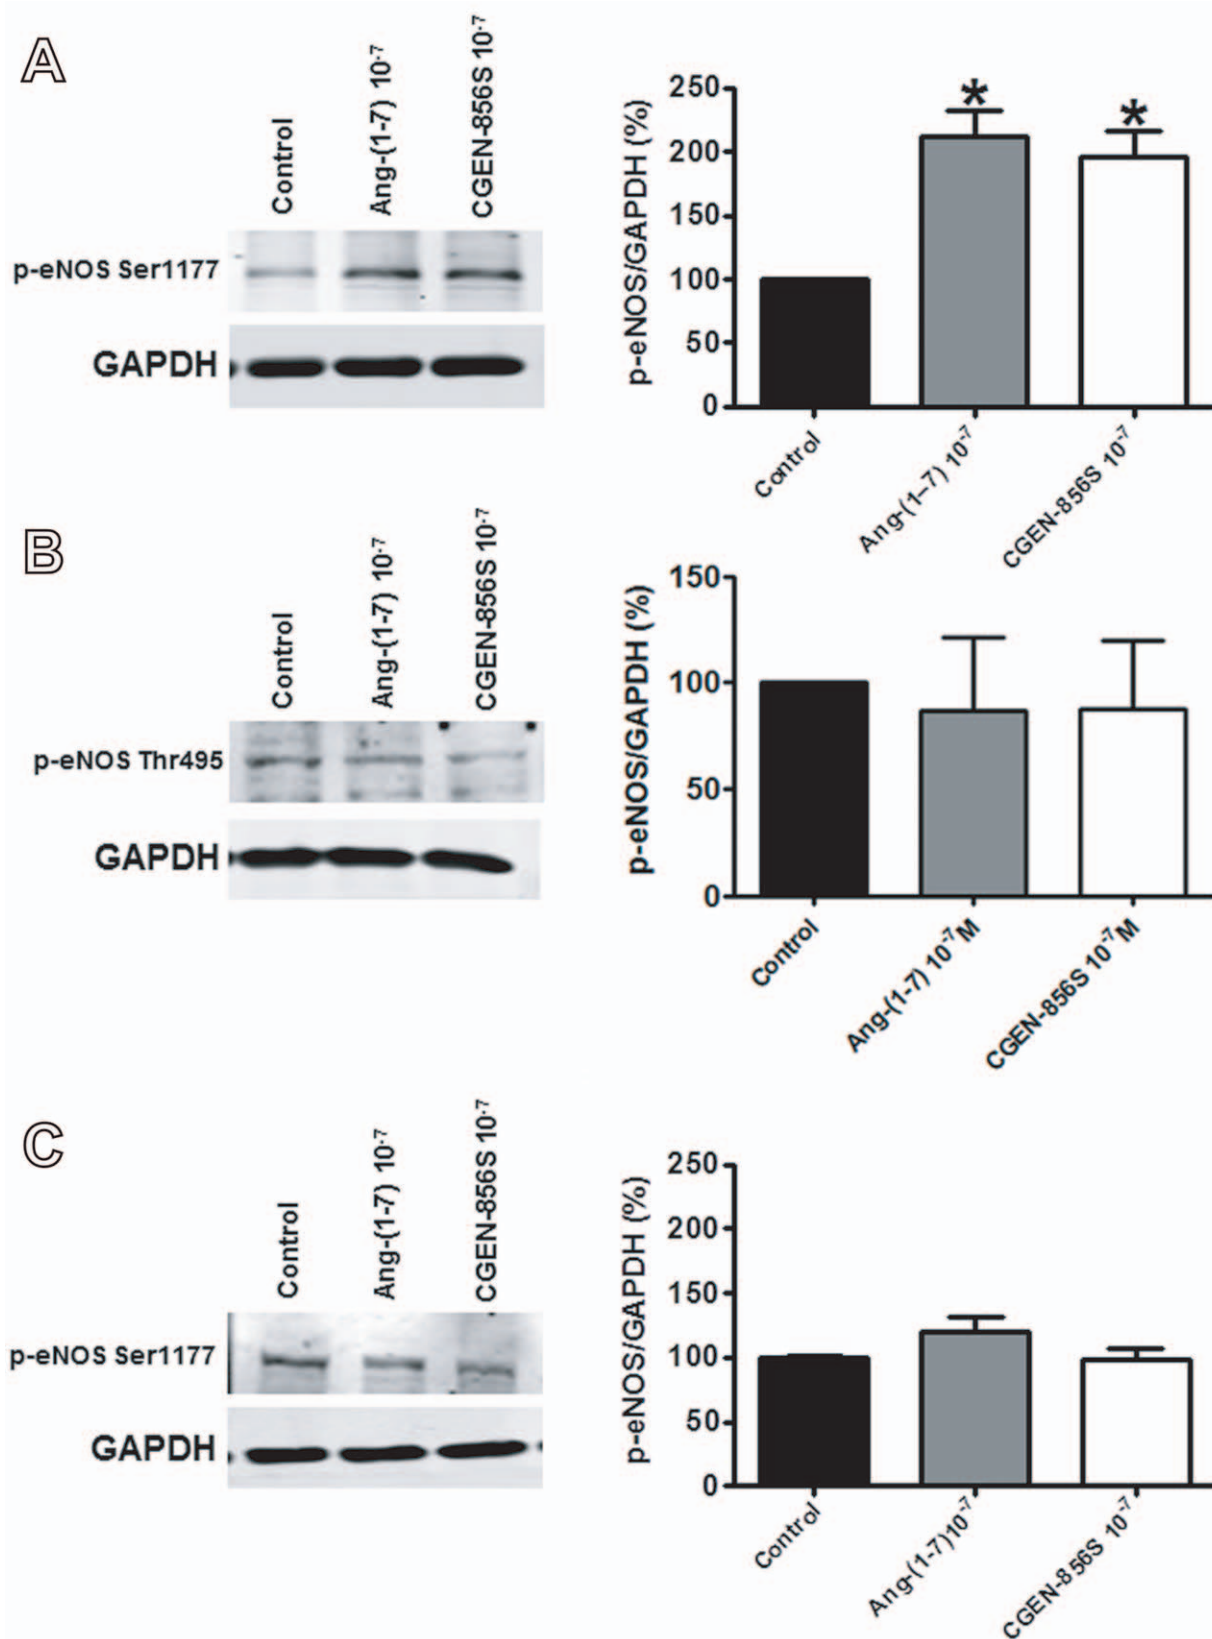 A
Control
Ang-(1-7) 10-7
CGEN-856S 10-7
p-eNOS Ser1177
GAPDH
p-eNOS/GAPDH (%)
250
200
150
100
50
0
*
*
Control
Ang-(1–7) 10-7
CGEN-856S 10-7
B
Control
Ang-(1-7) 10-7
CGEN-856S 10-7
p-eNOS Thr495
GAPDH
p-eNOS/GAPDH (%)
150
100
50
0
Control
Ang-(1-7) 10-7M
CGEN-856S 10-7M
C
Control
Ang-(1-7) 10-7
CGEN-856S 10-7
p-eNOS Ser1177
GAPDH
p-eNOS/GAPDH (%)
250
200
150
100
50
0
Control
Ang-(1-7)10-7
CGEN-856S 10-7